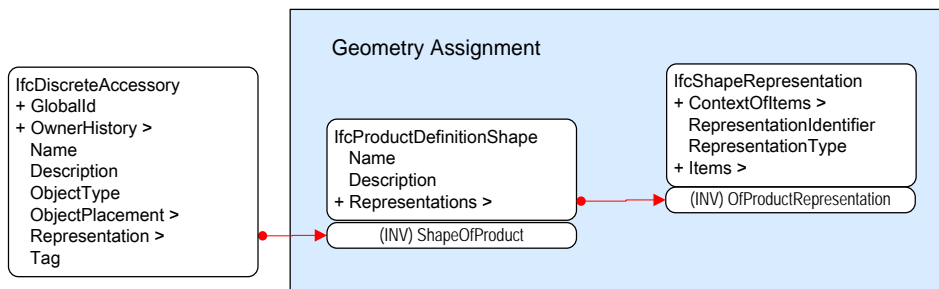 Geometry Assignment
IfcDiscreteAccessory
+ GlobalId
+ OwnerHistory >
Name
Description
ObjectType
ObjectPlacement >
Representation >
Tag
IfcProductDefinitionShape
Name
Description
+ Representations >
(INV) ShapeOfProduct
IfcShapeRepresentation
+ ContextOfItems >
RepresentationIdentifier
RepresentationType
+ Items >
(INV) OfProductRepresentation